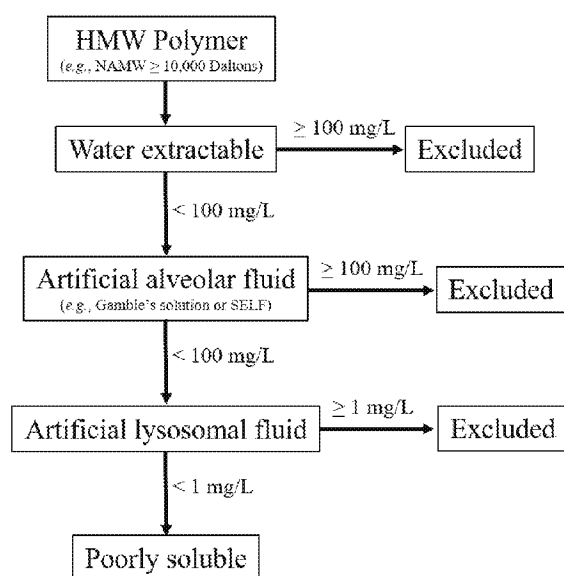 HMW Polymer
(e.g., NAMW ≥ 10,000 Daltons)
≥ 100 mg/L
Water extractable
Excluded
< 100 mg/L
Artificial alveolar fluid
(e.g., Gamble's solution or SELF)
≥ 100 mg/L
Excluded
< 100 mg/L
Artificial lysosomal fluid
≥ 1 mg/L
Excluded
< 1 mg/L
Poorly soluble